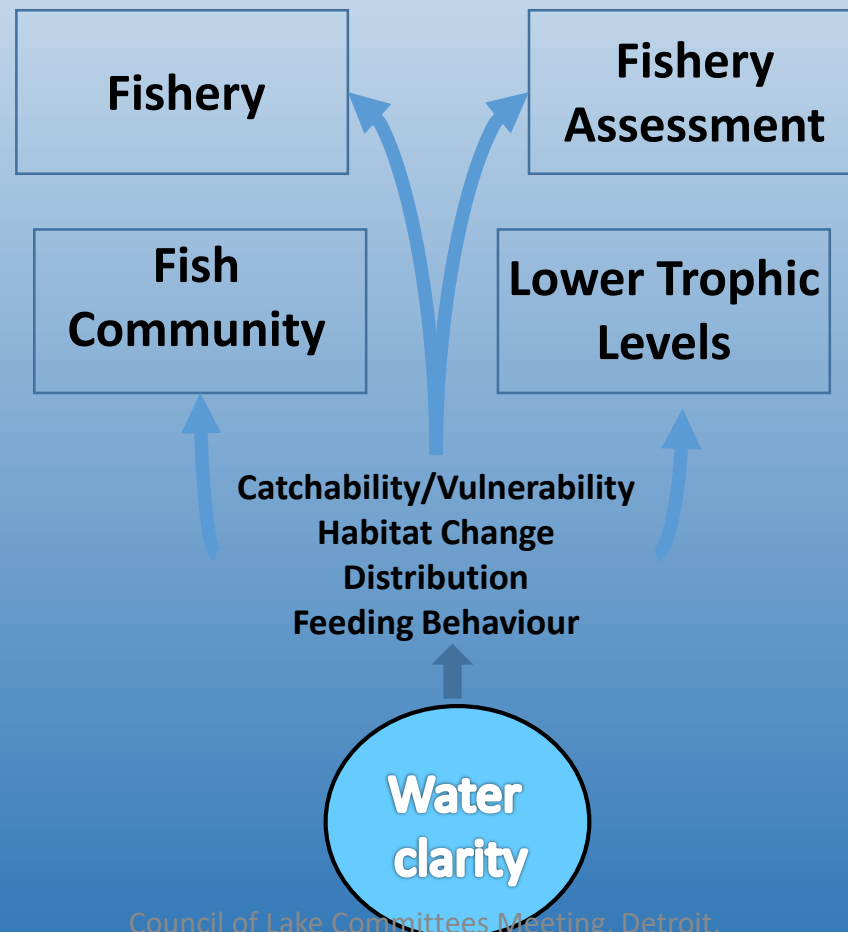 Fishery
Fishery
Assessment
Fish
Community
Lower Trophic
Levels
Catchability/Vulnerability
Habitat Change
Distribution
Feeding Behaviour
Water
clarity
Council of Lake Committees Meeting, Detroit,